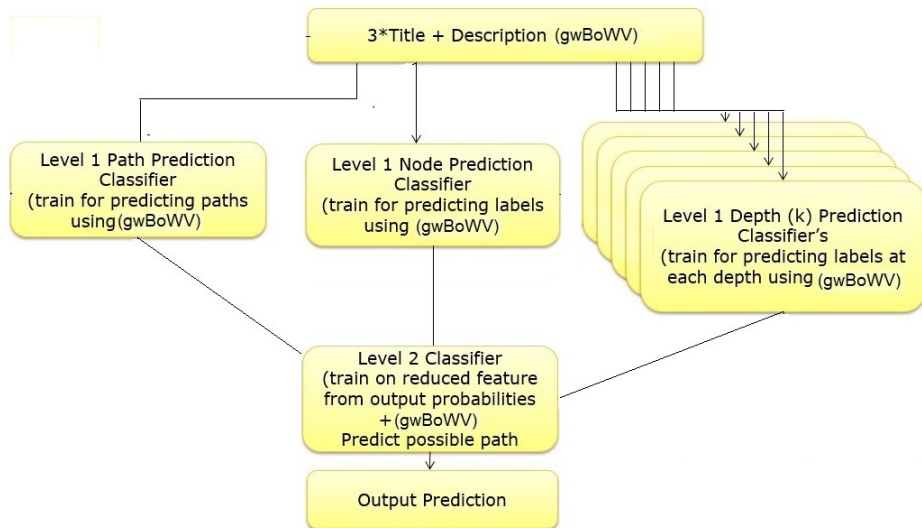 3*Title + Description (gwBoWV)
Level 1 Path Prediction
Classifier
(train for predicting paths
using(gwBoWV)
Level 1 Node Prediction
Classifier
(train for predicting labels
using (gwBoWV)
Level 1 Depth (k) Prediction
Classifier’s
(train for predicting labels at
each depth using (gwBoWV)
Level 2 Classifier
(train on reduced feature
from output probabilities
+(gwBoWV)
Predict possible path
Output Prediction